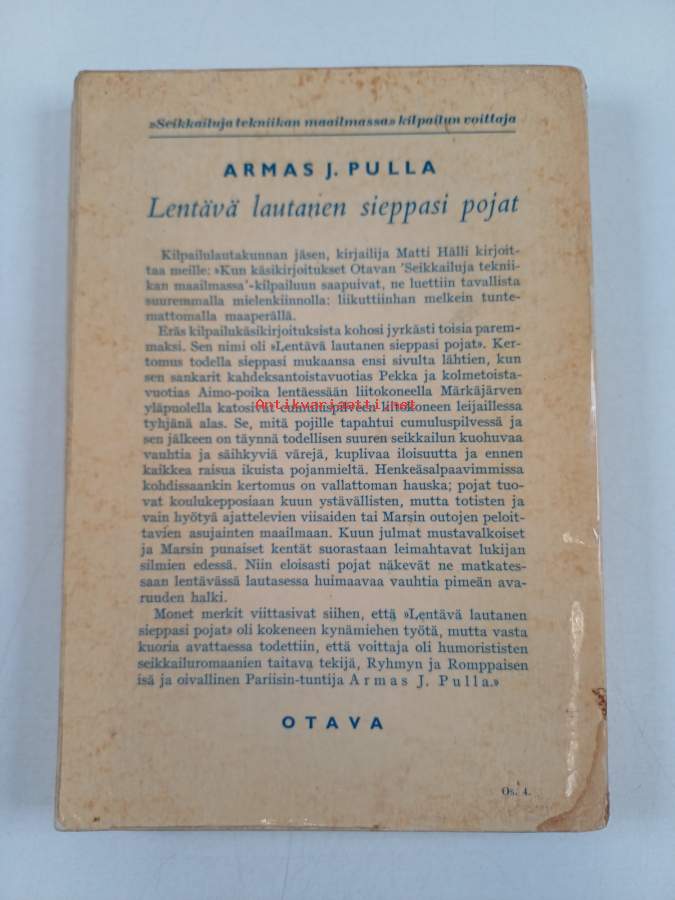 »Seikkailuja tekniikan maailmassa» kilpailun voittaja
ARMAS J. PULLA
Lentävä lautanen sieppasi pojat
Kilpailulautakunnan jäsen, kirjailija Matti Hälli kirjoit-
taa meille: »Kun käsikirjoitukset Otavan 'Seikkailuja teknii-
kan maailmassa'-kilpailuun saapuivat, ne luettiin tavallista
suuremmalla mielenkiinnolla: liikuttiinhan melkein tunte-
mattomalla maaperällä.
Eräs kilpailukäsikirjoituksista kohosi jyrkästi toisia parem-
maksi. Sen nimi oli »Lentävä lautanen sieppasi pojat». Ker-
tomus todella sieppasi mukaansa ensi sivulta lähtien, kun
sen sankarit kahdeksantoistavuotias Pekka ja kolmetoista-
vuotias Aimo-poika lentäessään liitokoneella Märkäjärven
yläpuolella katosivat cumuluspilveen liitokoneen leijaillessa
Antikvariaatti.net
tyhjänä alas. Se, mitä pojille tapahtui cumuluspilvessä ja
sen jälkeen on täynnä todellisen suuren seikkailun kuohuvaa
vauhtia ja säihkyviä värejä, kuplivaa iloisuutta ja ennen
kaikkea raisua ikuista pojanmieltä. Henkeäsalpaavimmissa
kohdissaankin kertomus on vallattoman hauska; pojat tuo-
vat koulukepposiaan kuun ystävällisten, mutta totisten ja
vain hyötyä ajattelevien viisaiden tai Marsin outojen peloit-
tavien asujainten maailmaan. Kuun julmat mustavalkoiset
ja Marsin punaiset kentät suorastaan leimahtavat lukijan
silmien edessä. Niin eloisasti pojat näkevät ne matkates-
saan lentävässä lautasessa huimaavaa vauhtia pimeän ava-
ruuden halki.
Monet merkit viittasivat siihen, että »Lentävä lautanen
sieppasi pojat» oli kokeneen kynämiehen työtä, mutta vasta
kuoria avattaessa todettiin, että voittaja oli humorististen
seikkailuromaanien taitava tekijä, Ryhmyn ja Romppaisen
isä ja oivallinen Pariisin-tuntija Armas J. Pulla.»
OTAVA
Os. 4.